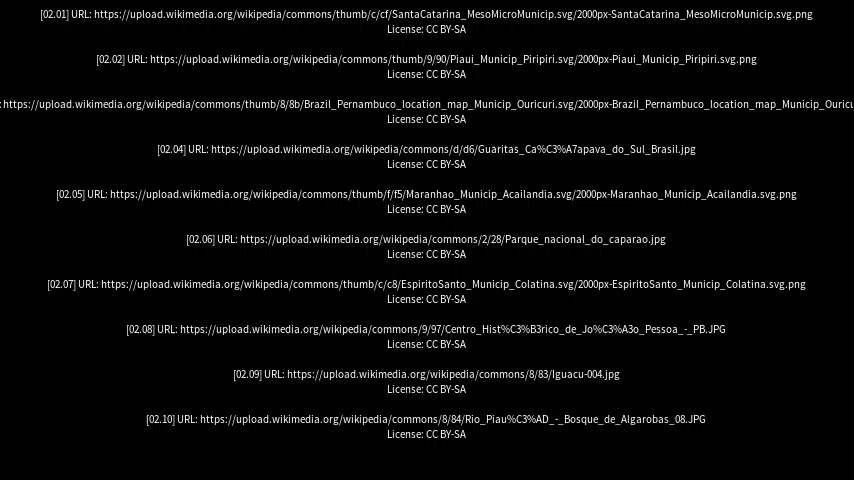 [02.01] URL: https://upload.wikimedia.org/wikipedia/commons/thumb/c/cf/SantaCatarina_MesoMicroMunicip.svg/2000px-SantaCatarina_MesoMicroMunicip.svg.png
License: CC BY-SA
[02.02] URL: https://upload.wikimedia.org/wikipedia/commons/thumb/9/90/Piaui_Municip_Piripiri.svg/2000px-Piaui_Municip_Piripiri.svg.png
License: CC BY-SA
: https://upload.wikimedia.org/wikipedia/commons/thumb/8/8b/Brazil_Pernambuco_location_map_Municip_Ouricuri.svg/2000px-Brazil_Pernambuco_location_map_Municip_Ouricu
License: CC BY-SA
[02.04] URL: https://upload.wikimedia.org/wikipedia/commons/d/d6/Guaritas_Ca%C3%A7apava_do_Sul_Brasil.jpg
License: CC BY-SA
[02.05] URL: https://upload.wikimedia.org/wikipedia/commons/thumb/f/f5/Maranhao_Municip_Acailandia.svg/2000px-Maranhao_Municip_Acailandia.svg.png
License: CC BY-SA
[02.06] URL: https://upload.wikimedia.org/wikipedia/commons/2/28/Parque_nacional_do_caparao.jpg
License: CC BY-SA
[02.07] URL: https://upload.wikimedia.org/wikipedia/commons/thumb/c/c8/EspiritoSanto_Municip_Colatina.svg/2000px-EspiritoSanto_Municip_Colatina.svg.png
License: CC BY-SA
[02.08] URL: https://upload.wikimedia.org/wikipedia/commons/9/97/Centro_Hist%C3%B3rico_de_Jo%C3%A3o_Pessoa_-_PB.JPG
License: CC BY-SA
[02.09] URL: https://upload.wikimedia.org/wikipedia/commons/8/83/Iguacu-004.jpg
License: CC BY-SA
[02.10] URL: https://upload.wikimedia.org/wikipedia/commons/8/84/Rio_Piau%C3%AD_-_Bosque_de_Algarobas_08.JPG
License: CC BY-SA